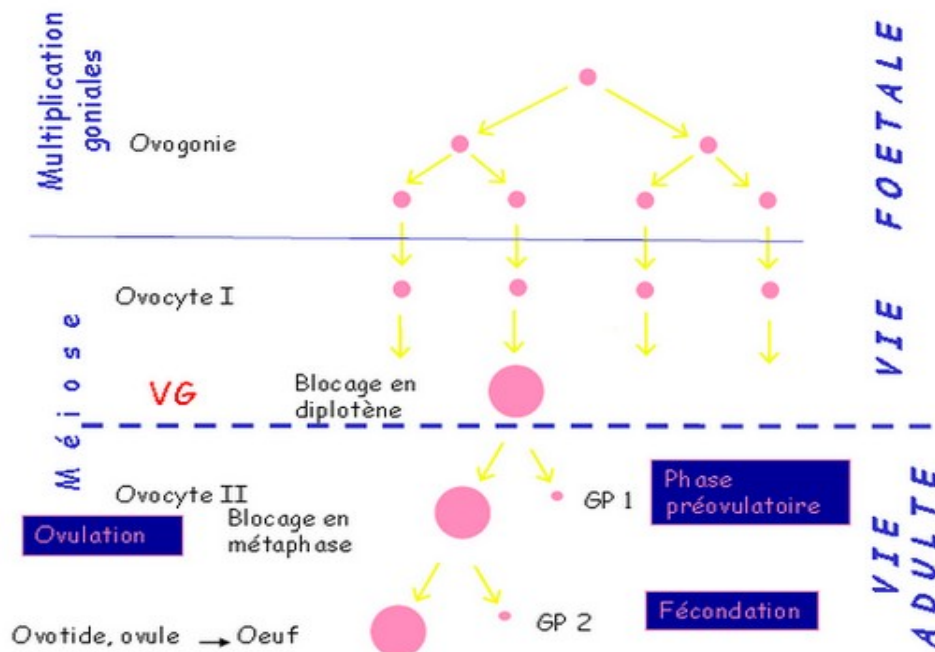 Multiplication
goniales
Ovogonie
VIE FOETALE
Ovocyte I
Méiose
VG
Blocage en
diplotène
Ovocyte II
GP 1
Phase
préovulatoire
Ovulation
Blocage en
métaphase
VIE
ADULTE
GP 2
Fécondation
Ovotide, ovule → Oeuf